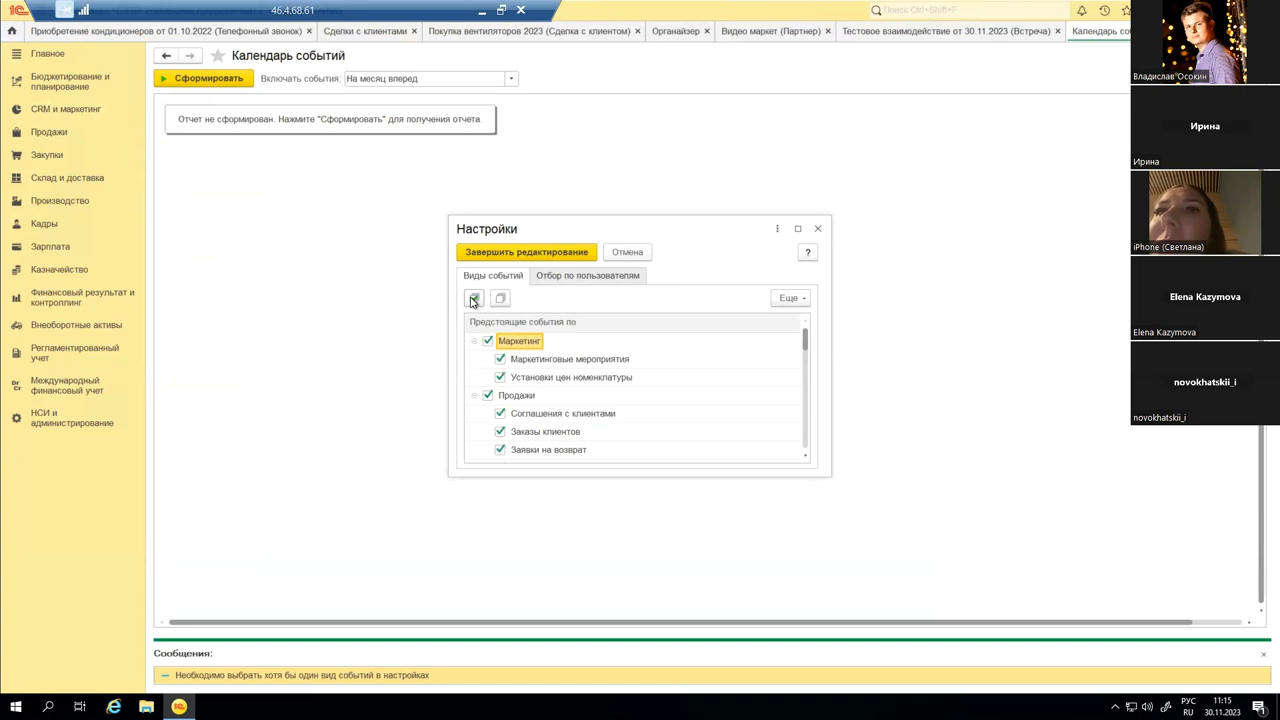 46.4.68.61
Поиск Ctrl+Shift+F
Приобретение кондиционеров от 01.10.2022 (Телефонный звонок) ×
Сделки с клиентами ×
Покупка вентиляторов 2023 (Сделка с клиентом) ×
Органайзер ×
Видео маркет (Партнер) ×
Тестовое взаимодействие от 30.11.2023 (Встреча) ×
Календарь со
Главное
Бюджетирование и
планирование
CRM и маркетинг
Продажи
Закупки
Склад и доставка
Производство
Кадры
Зарплата
Казначейство
Финансовый результат и
контроллинг
Внеоборотные активы
Регламентированный
учет
Международный
финансовый учет
НСИ и
администрирование
Календарь событий
Сформировать
Включать события: На месяц вперед
Отчет не сформирован. Нажмите "Сформировать" для получения отчета.
Настройки
Завершить редактирование
Отмена
?
Виды событий
Отбор по пользователям
Еще
Предстоящие события по
Маркетинг
Маркетинговые мероприятия
Установки цен номенклатуры
Продажи
Соглашения с клиентами
Заказы клиентов
Заявки на возврат
Сообщения:
Необходимо выбрать хотя бы один вид событий в настройках
Владислав Осокин
Ирина
Ирина
iPhone (Светлана)
Elena Kazymova
Elena Kazymova
novokhatskii_i
novokhatskii_i
РУС
RU
11:15
30.11.2023